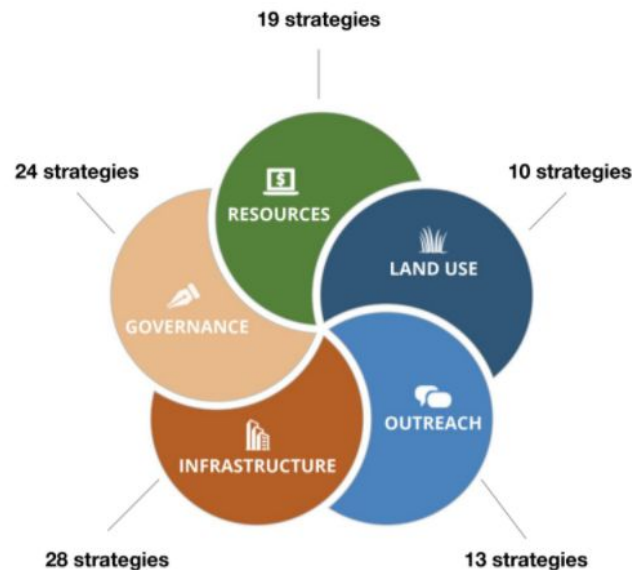 19 strategies
24 strategies
10 strategies
RESOURCES
LAND USE
GOVERNANCE
OUTREACH
INFRASTRUCTURE
28 strategies
13 strategies